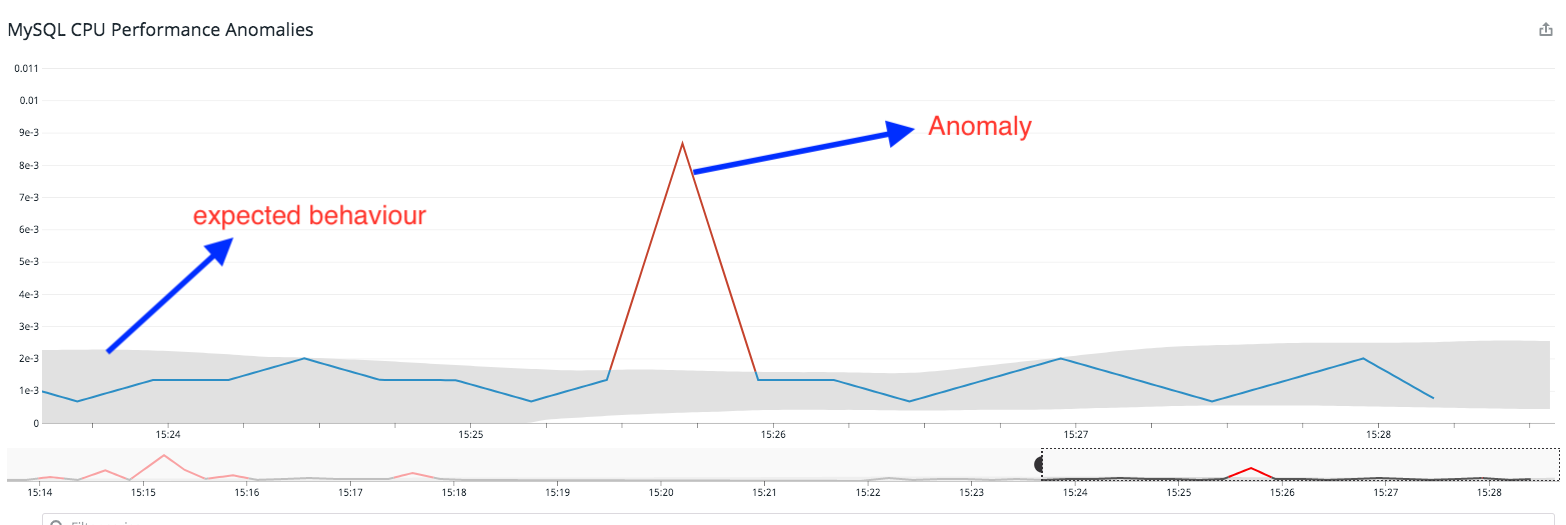 MySQL CPU Performance Anomalies
0.011
0.01
9e-3
Anomaly
8e-3
7e-3
expected behaviour
6e-3
5e-3
4e-3
3e-3
2e-3
1e-3
0
15:24 15:25 15:26 15:27 15:28
15:14 15:15 15:16 15:17 15:18 15:19 15:20 15:21 15:22 15:23 15:24 15:25 15:26 15:27 15:28